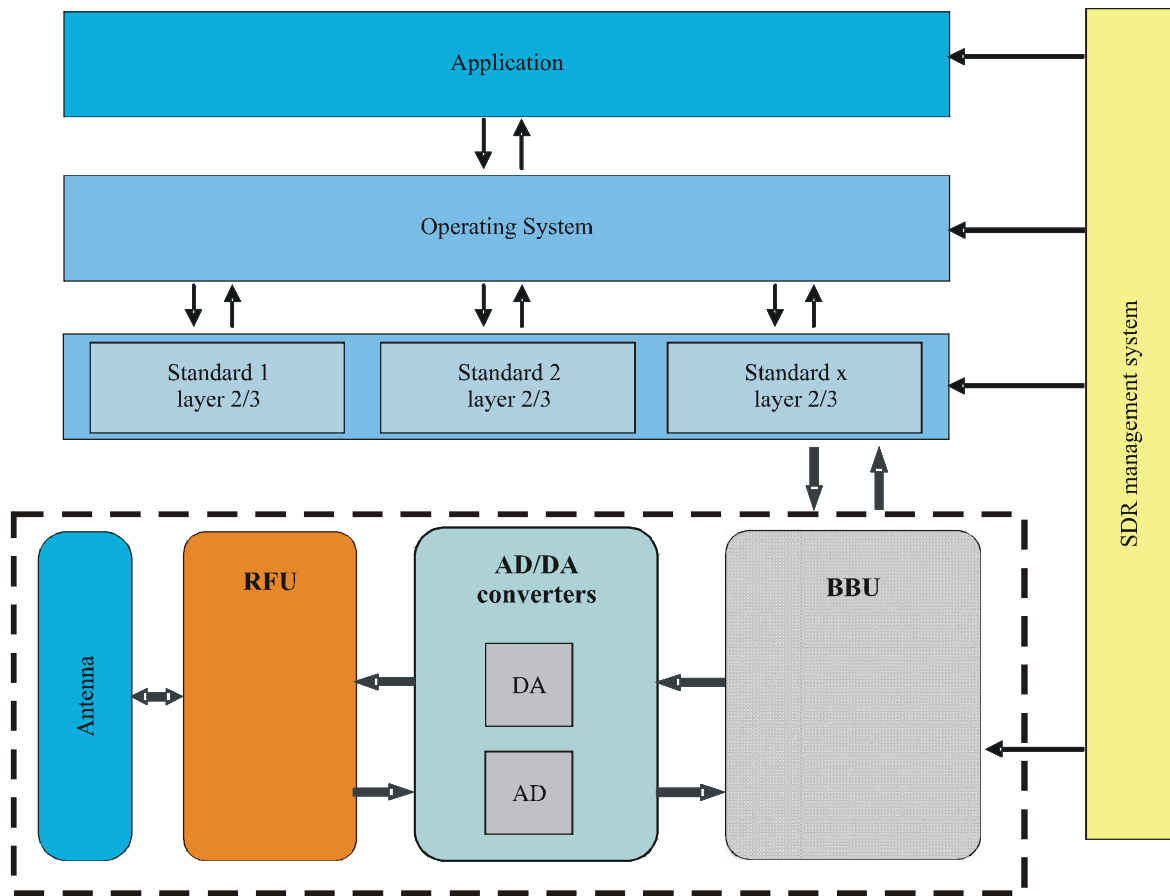 Application
Operating System
Standard 1
layer 2/3
Standard 2
layer 2/3
Standard x
layer 2/3
SDR management system
Antenna
RFU
AD/DA
converters
DA
AD
BBU